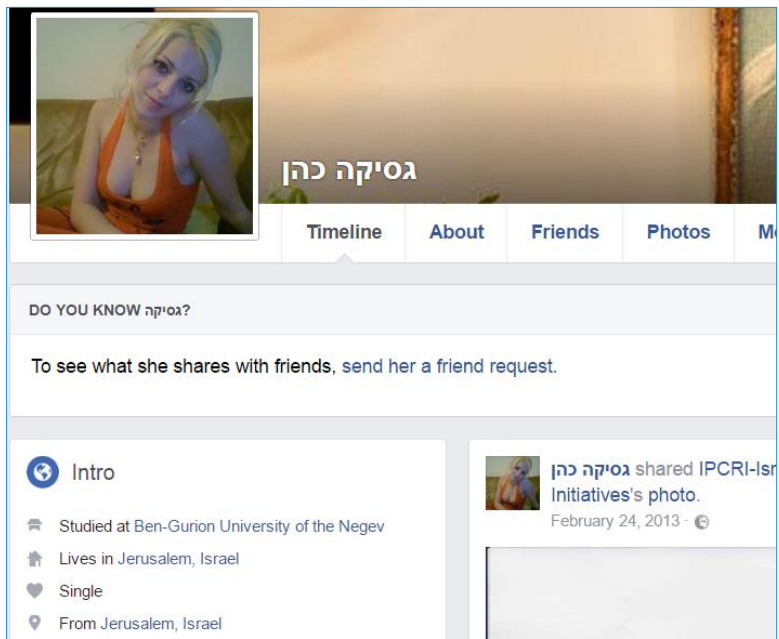 גסיקה כהן
Timeline About Friends Photos
DO YOU KNOW גסיקה?
To see what she shares with friends, send her a friend request.
Intro
Studied at Ben-Gurion University of the Negev
Lives in Jerusalem, Israel
Single
From Jerusalem, Israel
גסיקה כהן shared IPCRI-Isr
Initiatives's photo.
February 24, 2013 ·